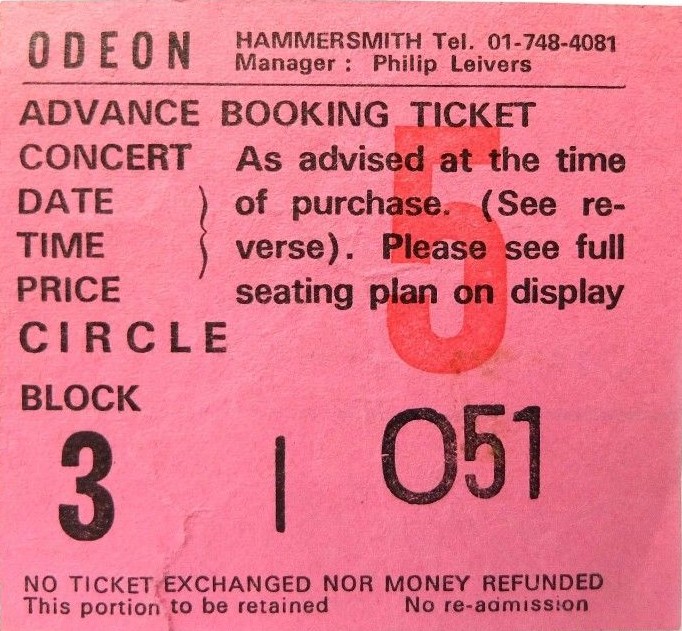 ODEON HAMMERSMITH Tel. 01-748-4081
Manager: Philip Leivers
ADVANCE BOOKING TICKET
CONCERT As advised at the time
DATE of purchase. (See re-
TIME verse). Please see full
PRICE seating plan on display
5
CIRCLE
BLOCK
3 | O51
NO TICKET EXCHANGED NOR MONEY REFUNDED
This portion to be retained No re-admission